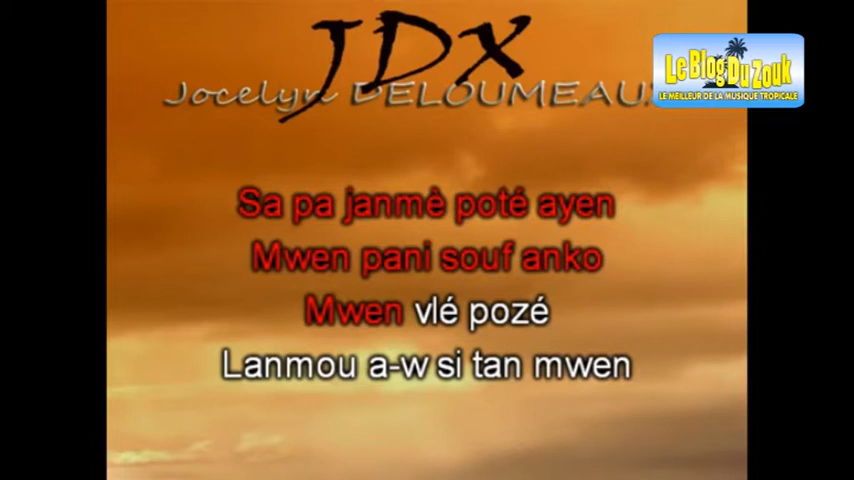 JDX
Jocelyn DELOUMEAUX
Le Blog Du Zouk
LE MEILLEUR DE LA MUSIQUE TROPICALE
Sa pa janmè poté ayen
Mwen pani souf anko
Mwen vlé pozé
Lanmou a-w si tan mwen